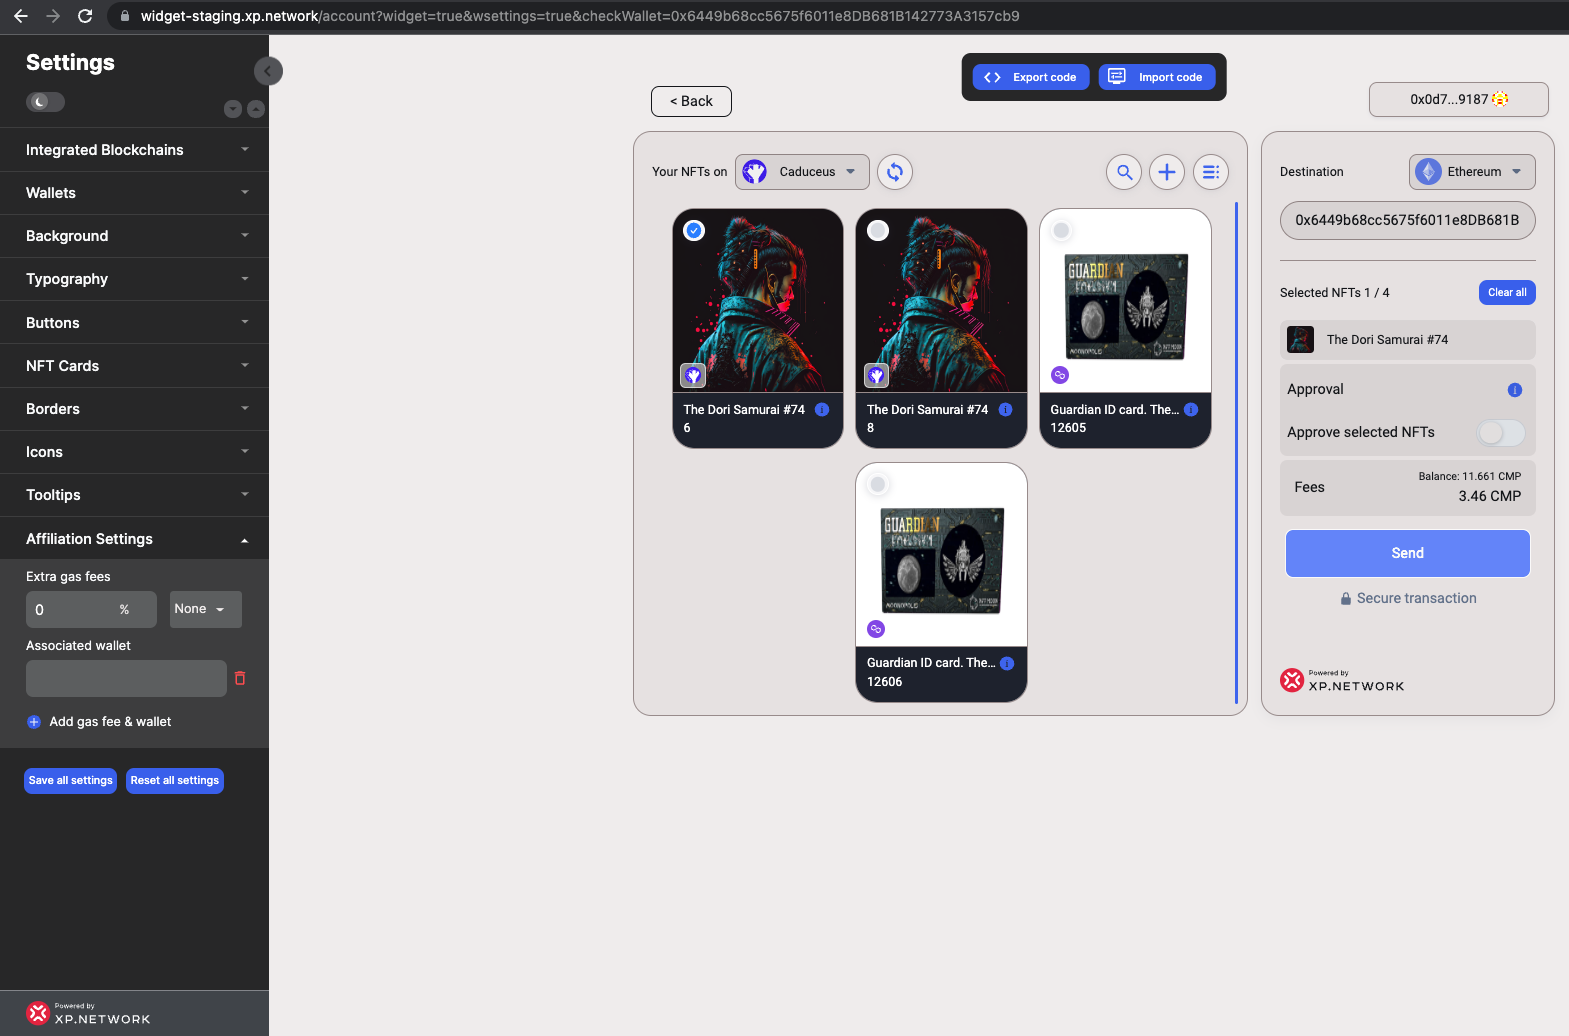 widget-staging.xp.network/account?widget=true&wsettings=true&checkWallet=0x6449b68cc5675f6011e8DB681B142773A3157cb9
Settings
Integrated Blockchains
Wallets
Background
Typography
Buttons
NFT Cards
Borders
Icons
Tooltips
Affiliation Settings
Extra gas fees
0 %
None
Associated wallet
Add gas fee & wallet
Save all settings
Reset all settings
Powered by
XP.NETWORK
Export code
Import code
< Back
0x0d7...9187
Your NFTs on
Caduceus
The Dori Samurai #74
6
The Dori Samurai #74
8
GUARDIAN
MOONOPOLIS
Guardian ID card. The...
12605
GUARDIAN
MOONOPOLIS
Guardian ID card. The...
12606
Destination
Ethereum
0x6449b68cc5675f6011e8DB681B
Selected NFTs 1 / 4
Clear all
The Dori Samurai #74
Approval
Approve selected NFTs
Fees
Balance: 11.661 CMP
3.46 CMP
Send
Secure transaction
Powered by
XP.NETWORK